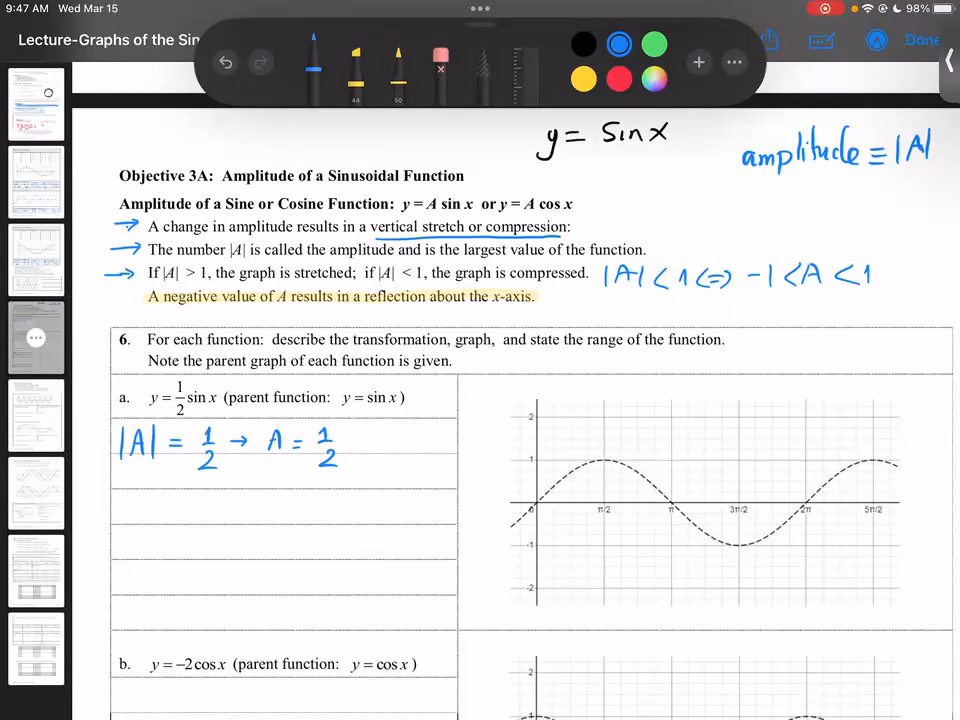 9:47 AM Wed Mar 15
98%
Lecture-Graphs of the Sin
Done
44
50
y = sin x
amplitude = |A|
Objective 3A: Amplitude of a Sinusoidal Function
Amplitude of a Sine or Cosine Function: y = A sin x or y = A cos x
→ A change in amplitude results in a vertical stretch or compression:
→ The number |A| is called the amplitude and is the largest value of the function.
→ If |A| > 1, the graph is stretched; if |A| < 1, the graph is compressed. |A| < 1 <=> -1 < A < 1
A negative value of A results in a reflection about the x-axis.
6. For each function: describe the transformation, graph, and state the range of the function.
Note the parent graph of each function is given.
a. y = 1/2 sin x (parent function: y = sin x )
|A| = 1/2 → A = 1/2
2
1
0 π/2 π 3π/2 2π 5π/2
-1
-2
b. y = −2cos x (parent function: y = cos x )
2
1